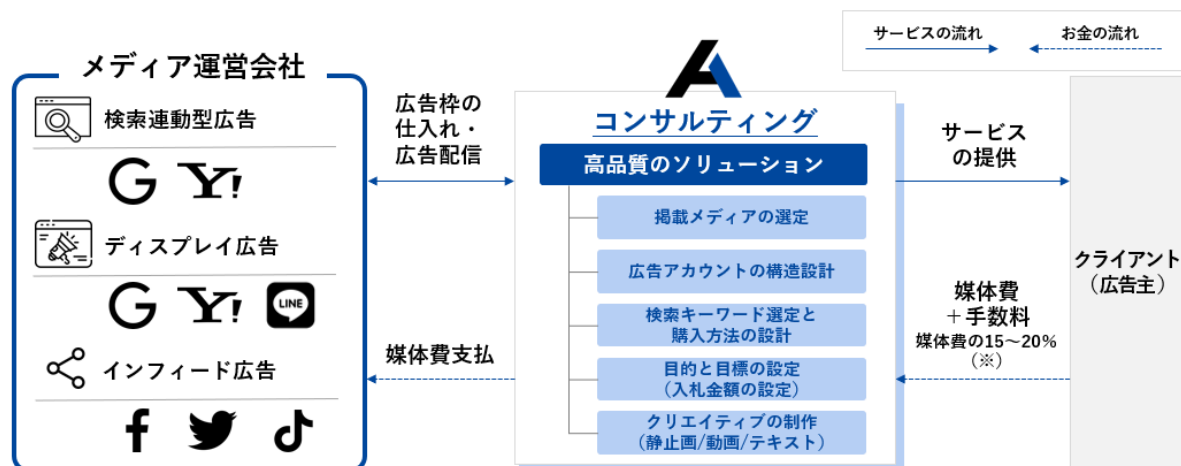 サービスの流れ
お金の流れ
メディア運営会社
検索連動型広告
G Y!
ディスプレイ広告
G Y! LINE
インフィード広告
f
広告枠の
仕入れ・
広告配信
媒体費支払
A
コンサルティング
高品質のソリューション
掲載メディアの選定
広告アカウントの構造設計
検索キーワード選定と
購入方法の設計
目的と目標の設定
（入札金額の設定）
クリエイティブの制作
（静止画/動画/テキスト）
サービス
の提供
媒体費
＋手数料
媒体費の15〜20%
（※）
クライアント
（広告主）